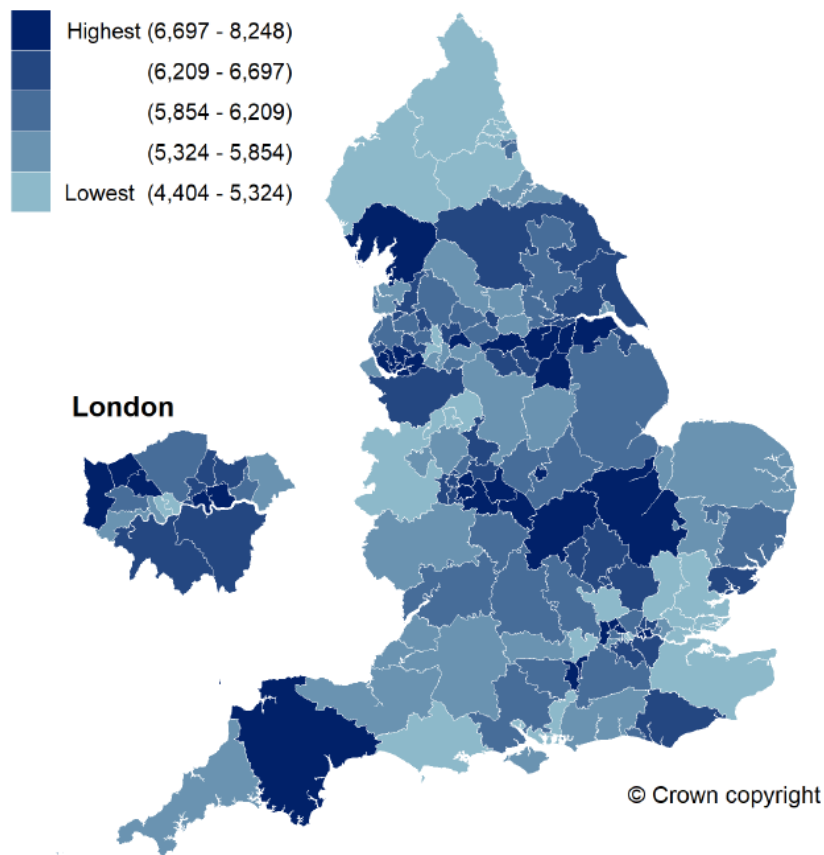 Highest (6,697 - 8,248)
(6,209 - 6,697)
(5,854 - 6,209)
(5,324 - 5,854)
Lowest (4,404 - 5,324)
London
© Crown copyright